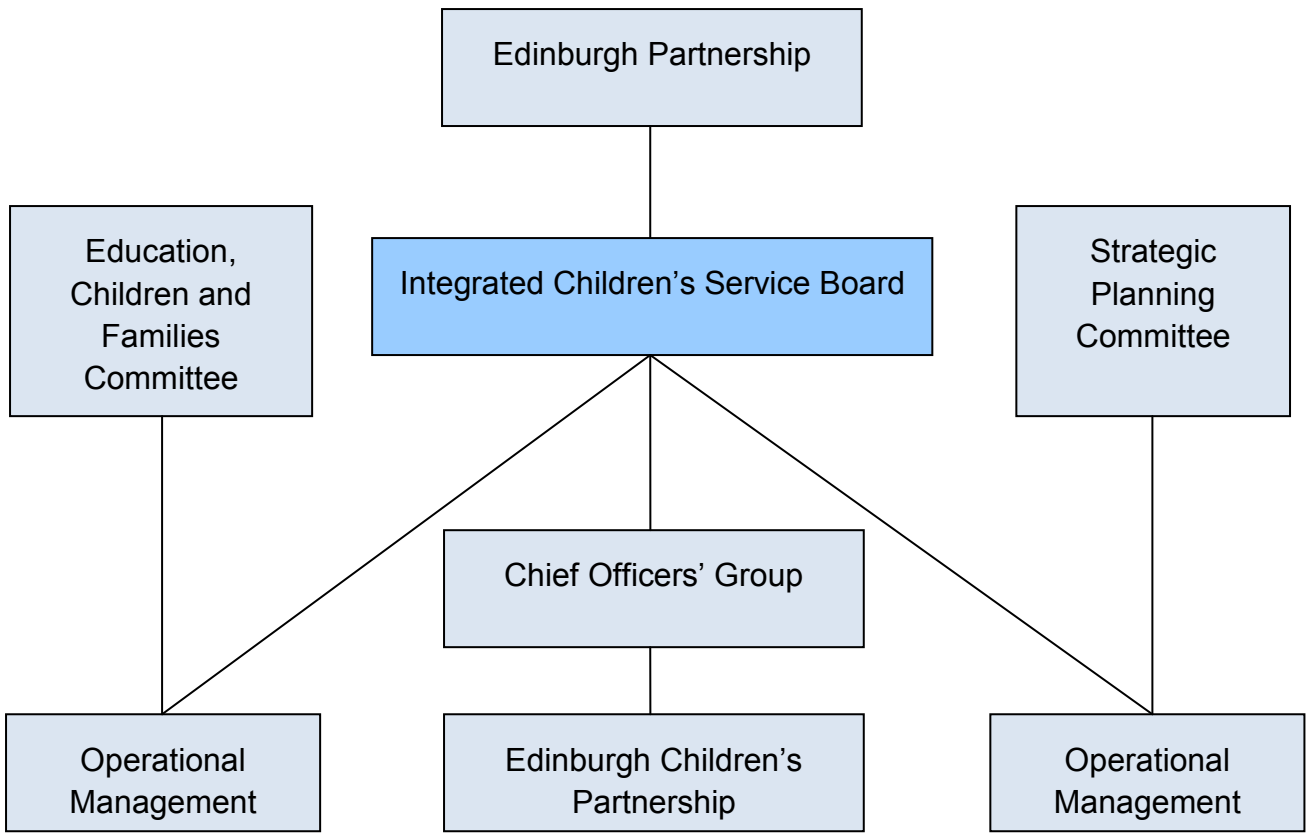 Edinburgh Partnership
Education,
Children and
Families
Committee
Integrated Children’s Service Board
Strategic
Planning
Committee
Chief Officers’ Group
Operational
Management
Edinburgh Children’s
Partnership
Operational
Management